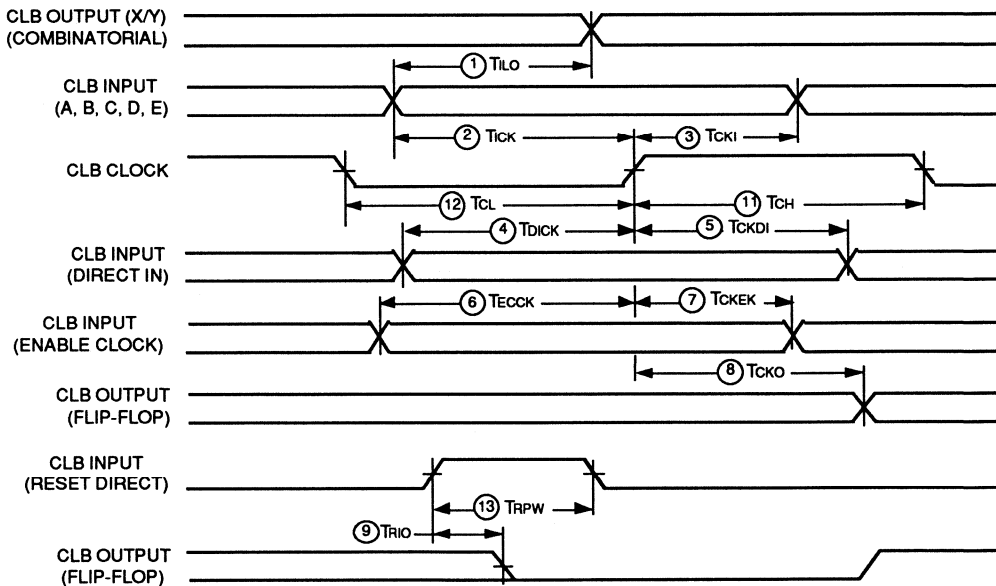 CLB OUTPUT (X/Y)
(COMBINATORIAL)
1 TILO
CLB INPUT
(A, B, C, D, E)
2 TICK
3 TCKI
CLB CLOCK
12 TCL
11 TCH
4 TDICK
5 TCKDI
CLB INPUT
(DIRECT IN)
6 TECCK
7 TCKEK
CLB INPUT
(ENABLE CLOCK)
8 TCKO
CLB OUTPUT
(FLIP-FLOP)
CLB INPUT
(RESET DIRECT)
13 TRPW
9 TRIO
CLB OUTPUT
(FLIP-FLOP)